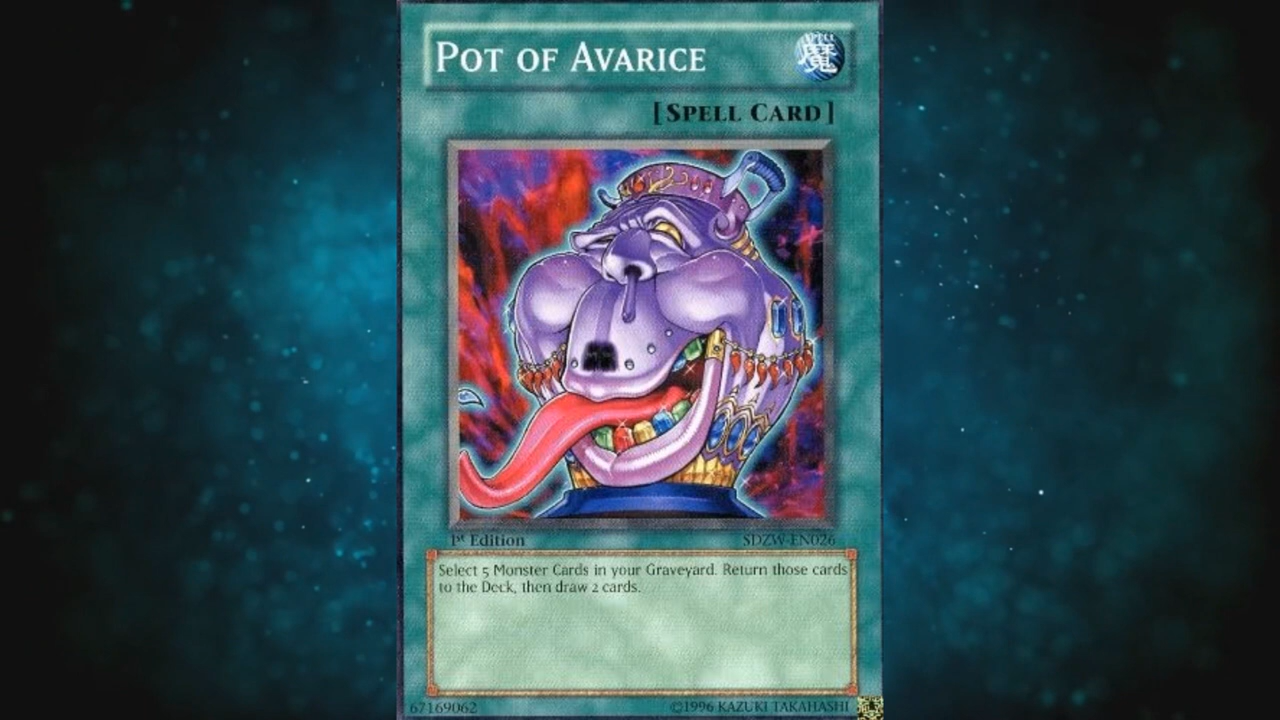 POT OF AVARICE
魔
[SPELL CARD]
1st Edition
SDZW-EN026
Select 5 Monster Cards in your Graveyard. Return those cards
to the Deck, then draw 2 cards.
67169062
©1996 KAZUKI TAKAHASHI